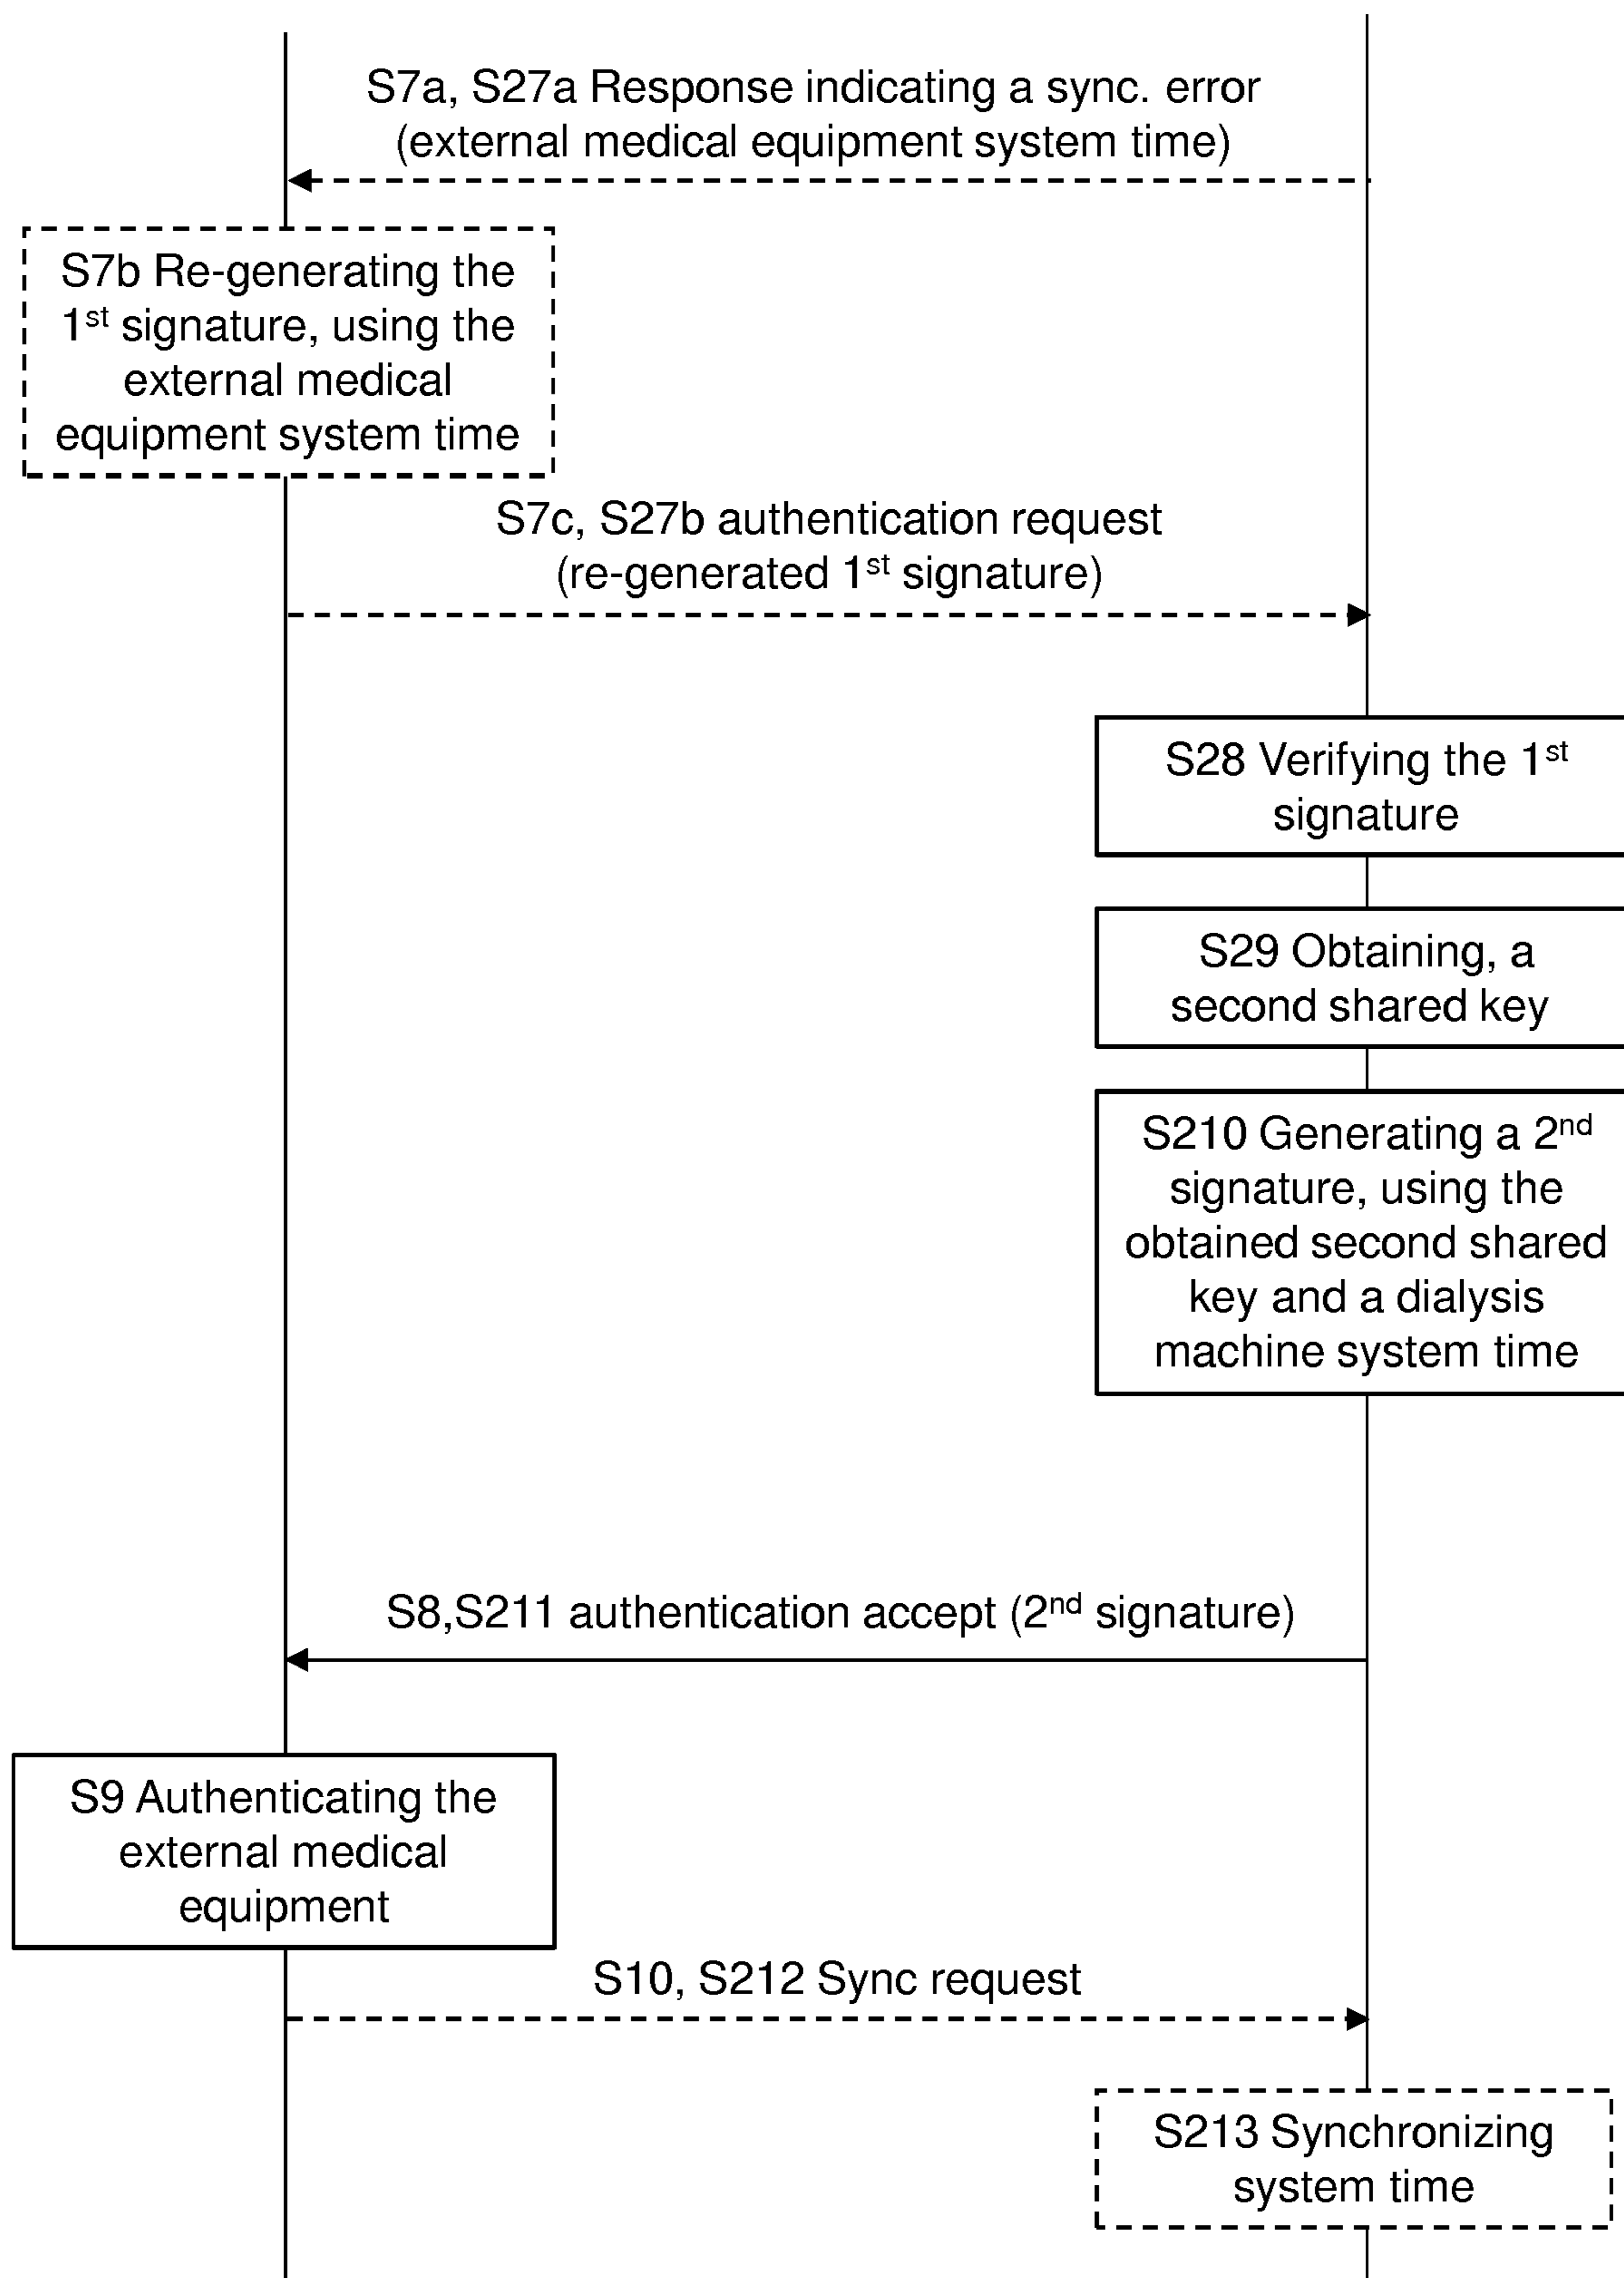 S7a, S27a Response indicating a sync. error
(external medical equipment system time)
S7b Re-generating the
1st signature, using the
external medical
equipment system time
S7c, S27b authentication request
(re-generated 1st signature)
S28 Verifying the 1st
signature
S29 Obtaining, a
second shared key
S210 Generating a 2nd
signature, using the
obtained second shared
key and a dialysis
machine system time
S8,S211 authentication accept (2nd signature)
S9 Authenticating the
external medical
equipment
S10, S212 Sync request
S213 Synchronizing
system time